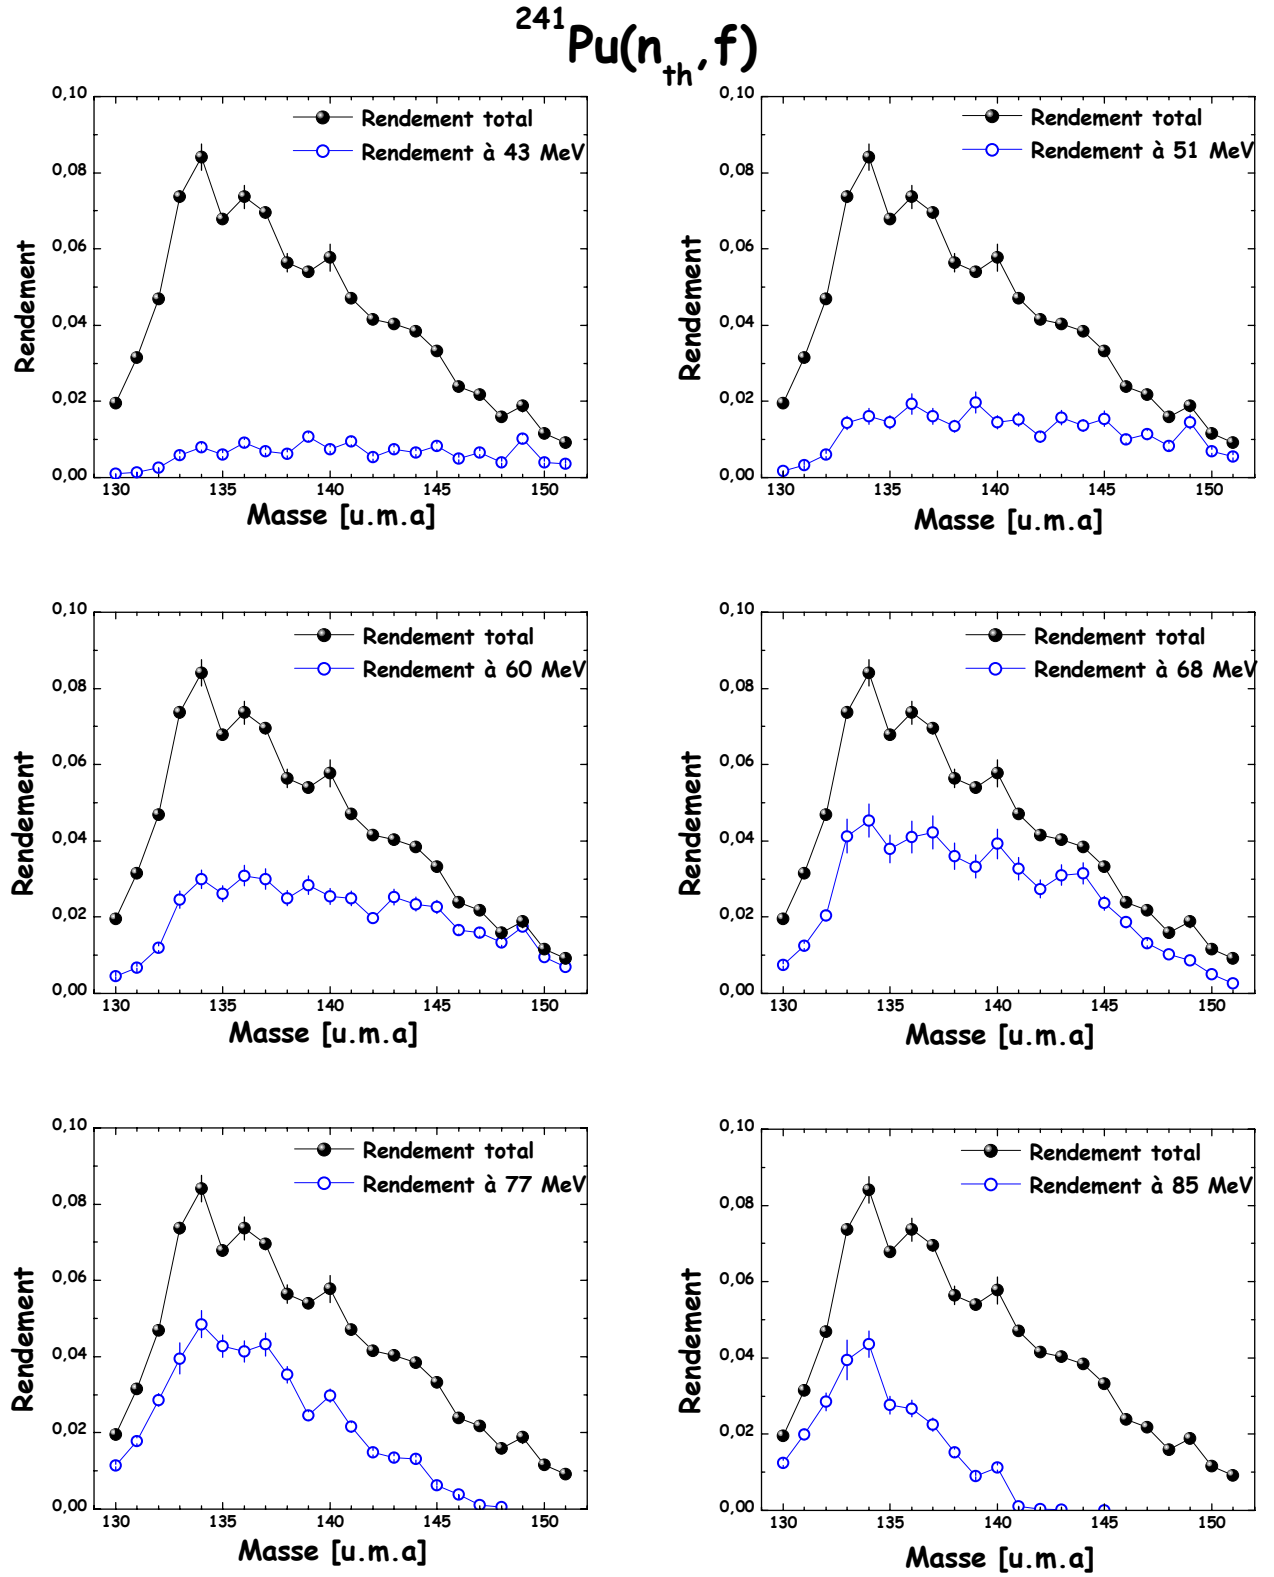 241Pu(nth,f)
0,10
0,08
0,06
0,04
0,02
0,00
Rendement
Rendement total
Rendement à 43 MeV
130 135 140 145 150
Masse [u.m.a]
0,10
0,08
0,06
0,04
0,02
0,00
Rendement
Rendement total
Rendement à 51 MeV
130 135 140 145 150
Masse [u.m.a]
0,10
0,08
0,06
0,04
0,02
0,00
Rendement
Rendement total
Rendement à 60 MeV
130 135 140 145 150
Masse [u.m.a]
0,10
0,08
0,06
0,04
0,02
0,00
Rendement
Rendement total
Rendement à 68 MeV
130 135 140 145 150
Masse [u.m.a]
0,10
0,08
0,06
0,04
0,02
0,00
Rendement
Rendement total
Rendement à 77 MeV
130 135 140 145 150
Masse [u.m.a]
0,10
0,08
0,06
0,04
0,02
0,00
Rendement
Rendement total
Rendement à 85 MeV
130 135 140 145 150
Masse [u.m.a]